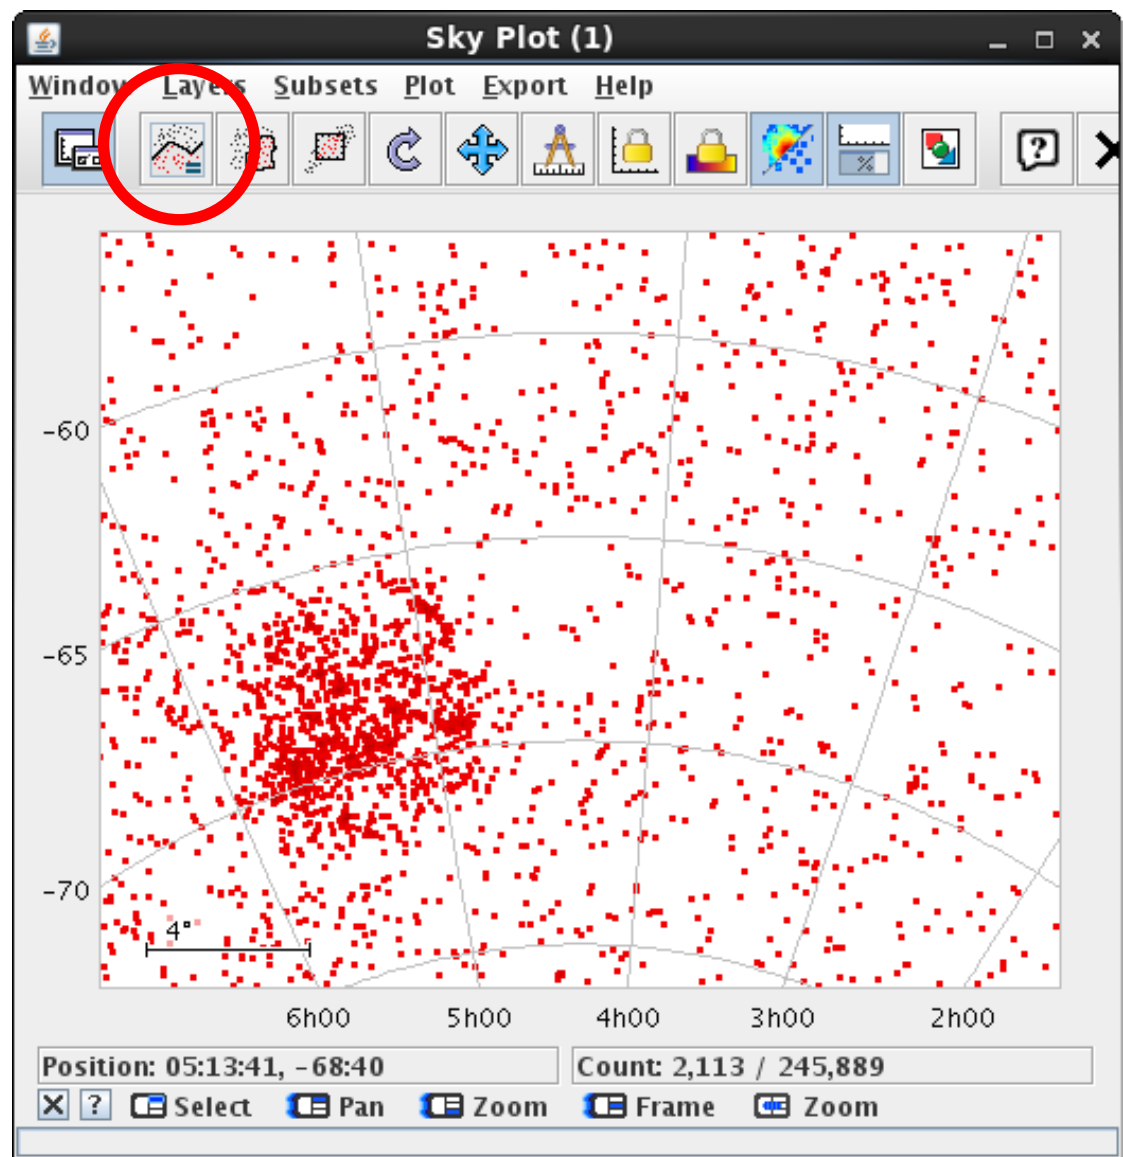 Sky Plot (1)
Window Layers Subsets Plot Export Help
%
?
-60
-65
-70
4°
6h00 5h00 4h00 3h00 2h00
Position: 05:13:41, -68:40 Count: 2,113 / 245,889
? Select Pan Zoom Frame Zoom